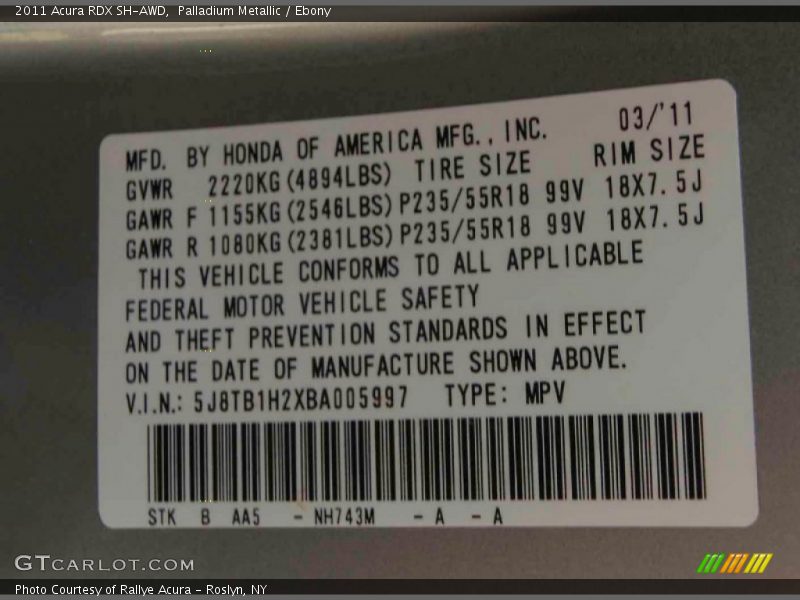 2011 Acura RDX SH-AWD, Palladium Metallic / Ebony
MFD. BY HONDA OF AMERICA MFG., INC. 03/'11
GVWR 2220KG(4894LBS) TIRE SIZE RIM SIZE
GAWR F 1155KG(2546LBS) P235/55R18 99V 18X7.5J
GAWR R 1080KG(2381LBS) P235/55R18 99V 18X7.5J
THIS VEHICLE CONFORMS TO ALL APPLICABLE
FEDERAL MOTOR VEHICLE SAFETY
AND THEFT PREVENTION STANDARDS IN EFFECT
ON THE DATE OF MANUFACTURE SHOWN ABOVE.
V.I.N.: 5J8TB1H2XBA005997 TYPE: MPV
STK B AA5 - NH743M - A - A
GTCARLOT.COM
Photo Courtesy of Rallye Acura - Roslyn, NY